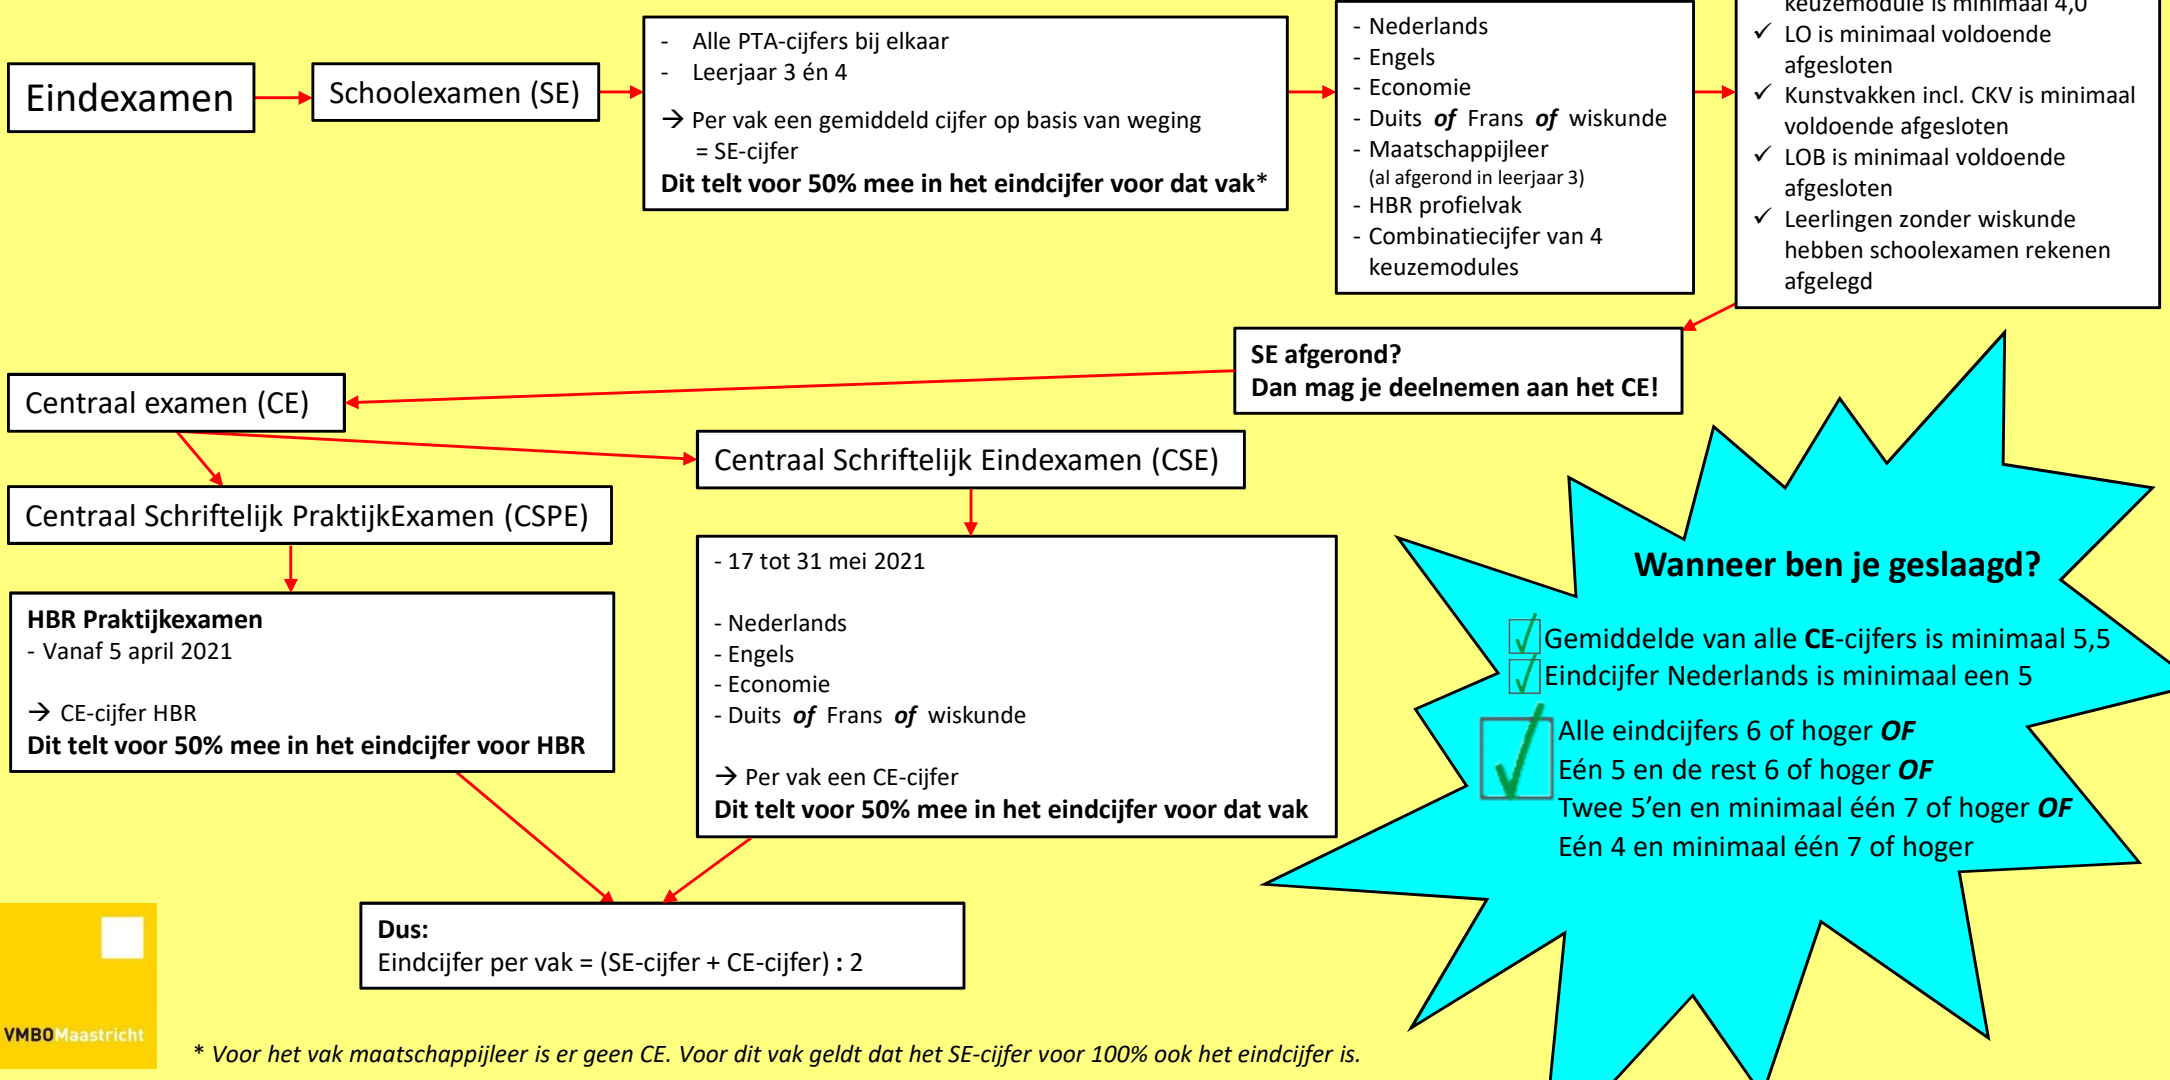 Eindexamen
Schoolexamen (SE)
- Alle PTA-cijfers bij elkaar
- Leerjaar 3 én 4
→ Per vak een gemiddeld cijfer op basis van weging
= SE-cijfer
Dit telt voor 50% mee in het eindcijfer voor dat vak*
- Nederlands
- Engels
- Economie
- Duits of Frans of wiskunde
- Maatschappijleer
(al afgerond in leerjaar 3)
- HBR profielvak
- Combinatiecijfer van 4
keuzemodules
keuzemodule is minimaal 4,0
✓ LO is minimaal voldoende
afgesloten
✓ Kunstvakken incl. CKV is minimaal
voldoende afgesloten
✓ LOB is minimaal voldoende
afgesloten
✓ Leerlingen zonder wiskunde
hebben schoolexamen rekenen
afgelegd
SE afgerond?
Dan mag je deelnemen aan het CE!
Centraal examen (CE)
Centraal Schriftelijk Eindexamen (CSE)
Centraal Schriftelijk PraktijkExamen (CSPE)
HBR Praktijkexamen
- Vanaf 5 april 2021
→ CE-cijfer HBR
Dit telt voor 50% mee in het eindcijfer voor HBR
- 17 tot 31 mei 2021
- Nederlands
- Engels
- Economie
- Duits of Frans of wiskunde
→ Per vak een CE-cijfer
Dit telt voor 50% mee in het eindcijfer voor dat vak
Wanneer ben je geslaagd?
Gemiddelde van alle CE-cijfers is minimaal 5,5
Eindcijfer Nederlands is minimaal een 5
Alle eindcijfers 6 of hoger OF
Eén 5 en de rest 6 of hoger OF
Twee 5’en en minimaal één 7 of hoger OF
Eén 4 en minimaal één 7 of hoger
Dus:
Eindcijfer per vak = (SE-cijfer + CE-cijfer) : 2
VMBOMaastricht
* Voor het vak maatschappijleer is er geen CE. Voor dit vak geldt dat het SE-cijfer voor 100% ook het eindcijfer is.